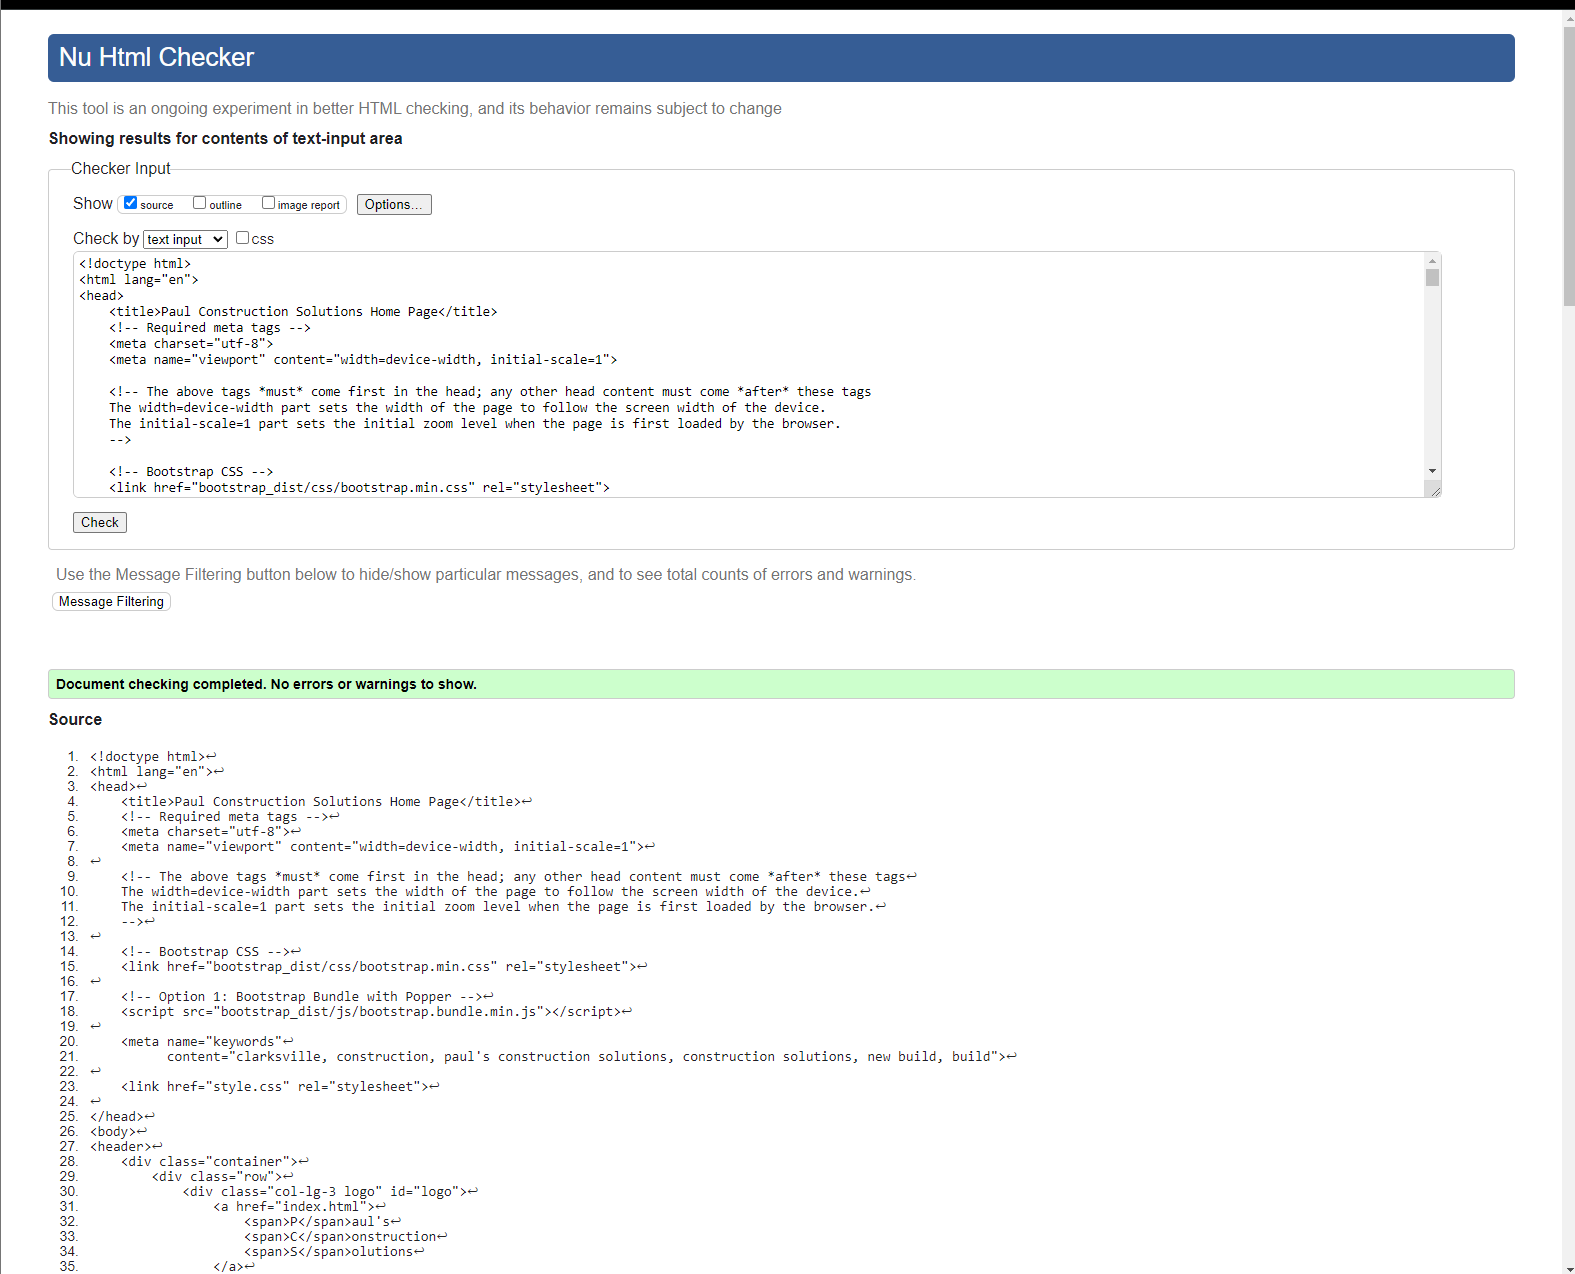 Nu Html Checker
This tool is an ongoing experiment in better HTML checking, and its behavior remains subject to change
Showing results for contents of text-input area
Checker Input
Show source outline image report Options...
Check by text input css
<!doctype html>
<html lang="en">
<head>
    <title>Paul Construction Solutions Home Page</title>
    <!-- Required meta tags -->
    <meta charset="utf-8">
    <meta name="viewport" content="width=device-width, initial-scale=1">
    <!-- The above tags *must* come first in the head; any other head content must come *after* these tags
    The width=device-width part sets the width of the page to follow the screen width of the device.
    The initial-scale=1 part sets the initial zoom level when the page is first loaded by the browser.
    -->
    <!-- Bootstrap CSS -->
    <link href="bootstrap_dist/css/bootstrap.min.css" rel="stylesheet">
Check
Use the Message Filtering button below to hide/show particular messages, and to see total counts of errors and warnings.
Message Filtering
Document checking completed. No errors or warnings to show.
Source
1. <!doctype html>↩
2. <html lang="en">↩
3. <head>↩
4.     <title>Paul Construction Solutions Home Page</title>↩
5.     <!-- Required meta tags -->↩
6.     <meta charset="utf-8">↩
7.     <meta name="viewport" content="width=device-width, initial-scale=1">↩
8. ↩
9.     <!-- The above tags *must* come first in the head; any other head content must come *after* these tags↩
10.     The width=device-width part sets the width of the page to follow the screen width of the device.↩
11.     The initial-scale=1 part sets the initial zoom level when the page is first loaded by the browser.↩
12.     -->↩
13. ↩
14.     <!-- Bootstrap CSS -->↩
15.     <link href="bootstrap_dist/css/bootstrap.min.css" rel="stylesheet">↩
16. ↩
17.     <!-- Option 1: Bootstrap Bundle with Popper -->↩
18.     <script src="bootstrap_dist/js/bootstrap.bundle.min.js"></script>↩
19. ↩
20.     <meta name="keywords"↩
21.           content="clarksville, construction, paul's construction solutions, construction solutions, new build, build">↩
22. ↩
23.     <link href="style.css" rel="stylesheet">↩
24. ↩
25. </head>↩
26. <body>↩
27. <header>↩
28.     <div class="container">↩
29.         <div class="row">↩
30.             <div class="col-lg-3 logo" id="logo">↩
31.                 <a href="index.html">↩
32.                     <span>P</span>aul's↩
33.                     <span>C</span>onstruction↩
34.                     <span>S</span>olutions↩
35.                 </a>↩